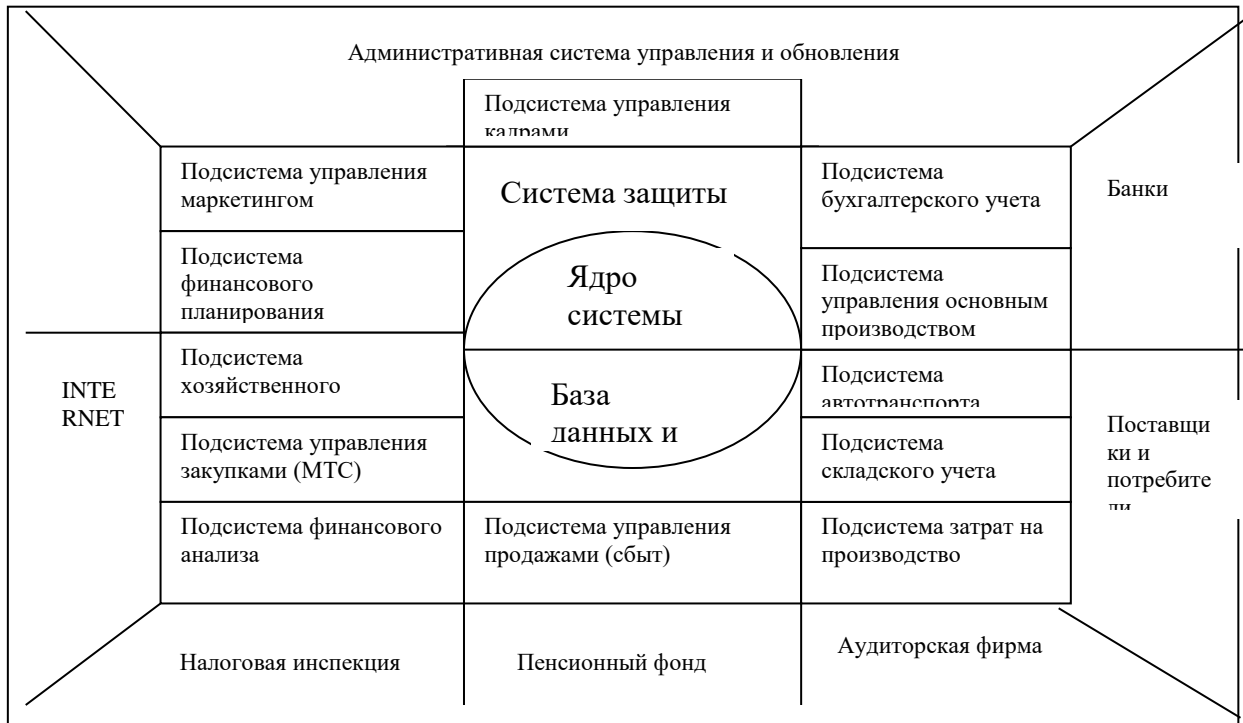 Административная система управления и обновления
Подсистема управления
кадрами
Подсистема управления
маркетингом
Система защиты
Подсистема
бухгалтерского учета
Банки
Подсистема
финансового
планирования
Ядро
системы
Подсистема
управления основным
производством
INTE
RNET
Подсистема
хозяйственного
База
данных и
Подсистема
автотранспорта
Подсистема управления
закупками (МТС)
Подсистема
складского учета
Поставщи
ки и
потребите
ли
Подсистема финансового
анализа
Подсистема управления
продажами (сбыт)
Подсистема затрат на
производство
Налоговая инспекция
Пенсионный фонд
Аудиторская фирма